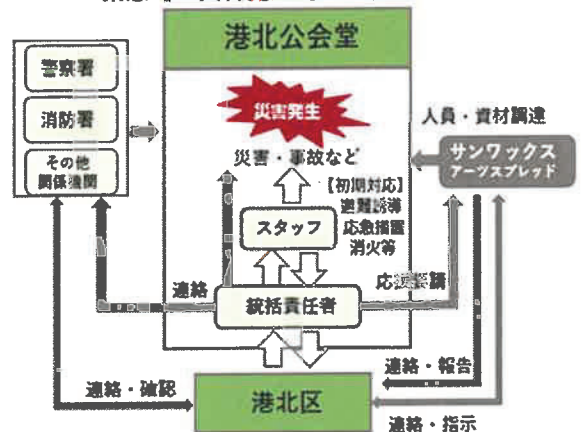 港北公会堂
警察署
消防署
その他
関係機関
災害発生
災害・事故など
人員・資材調達
サンワックス
アーツスプレッド
【初期対応】
避難誘導
応急措置
消火等
スタッフ
連絡
統括責任者
応援要請
連絡・報告
連絡・確認
港北区
連絡・指示